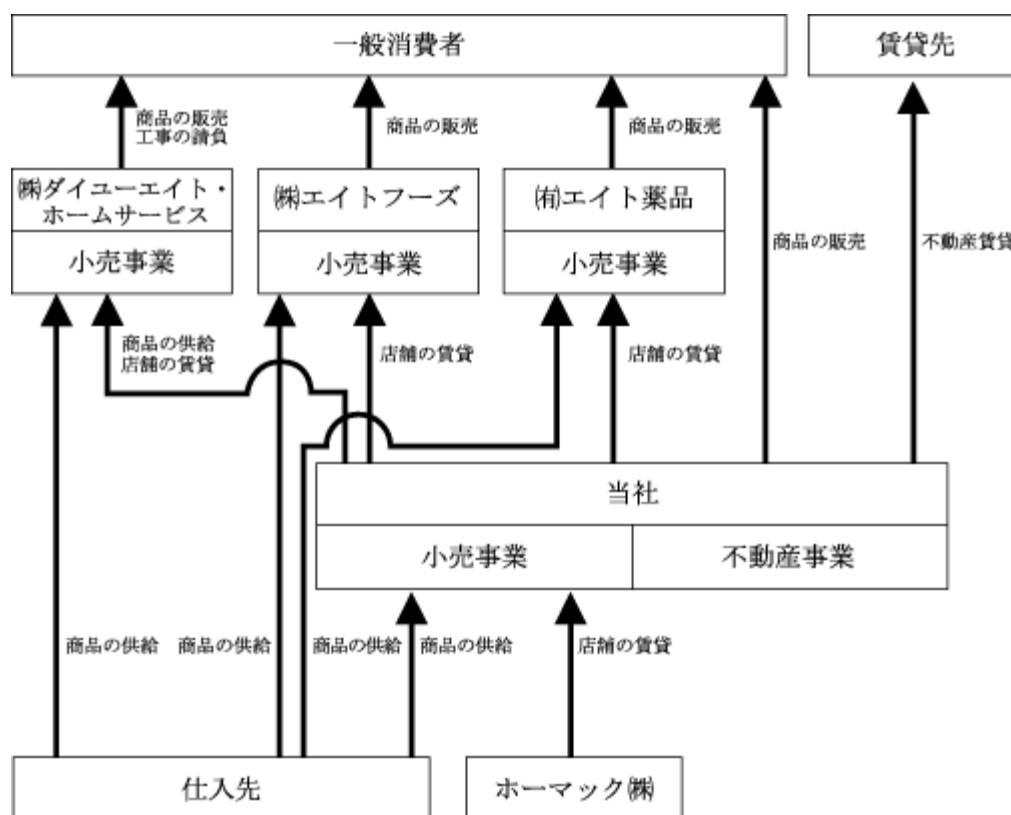 一般消費者
賃貸先
商品の販売
工事の請負
商品の販売
商品の販売
㈱ダイユーエイト・
ホームサービス
㈱エイトフーズ
㈲エイト薬品
小売事業
小売事業
小売事業
商品の販売
不動産賃貸
商品の供給
店舗の賃貸
店舗の賃貸
店舗の賃貸
当社
小売事業
不動産事業
商品の供給
商品の供給
商品の供給
商品の供給
店舗の賃貸
仕入先
ホーマック㈱